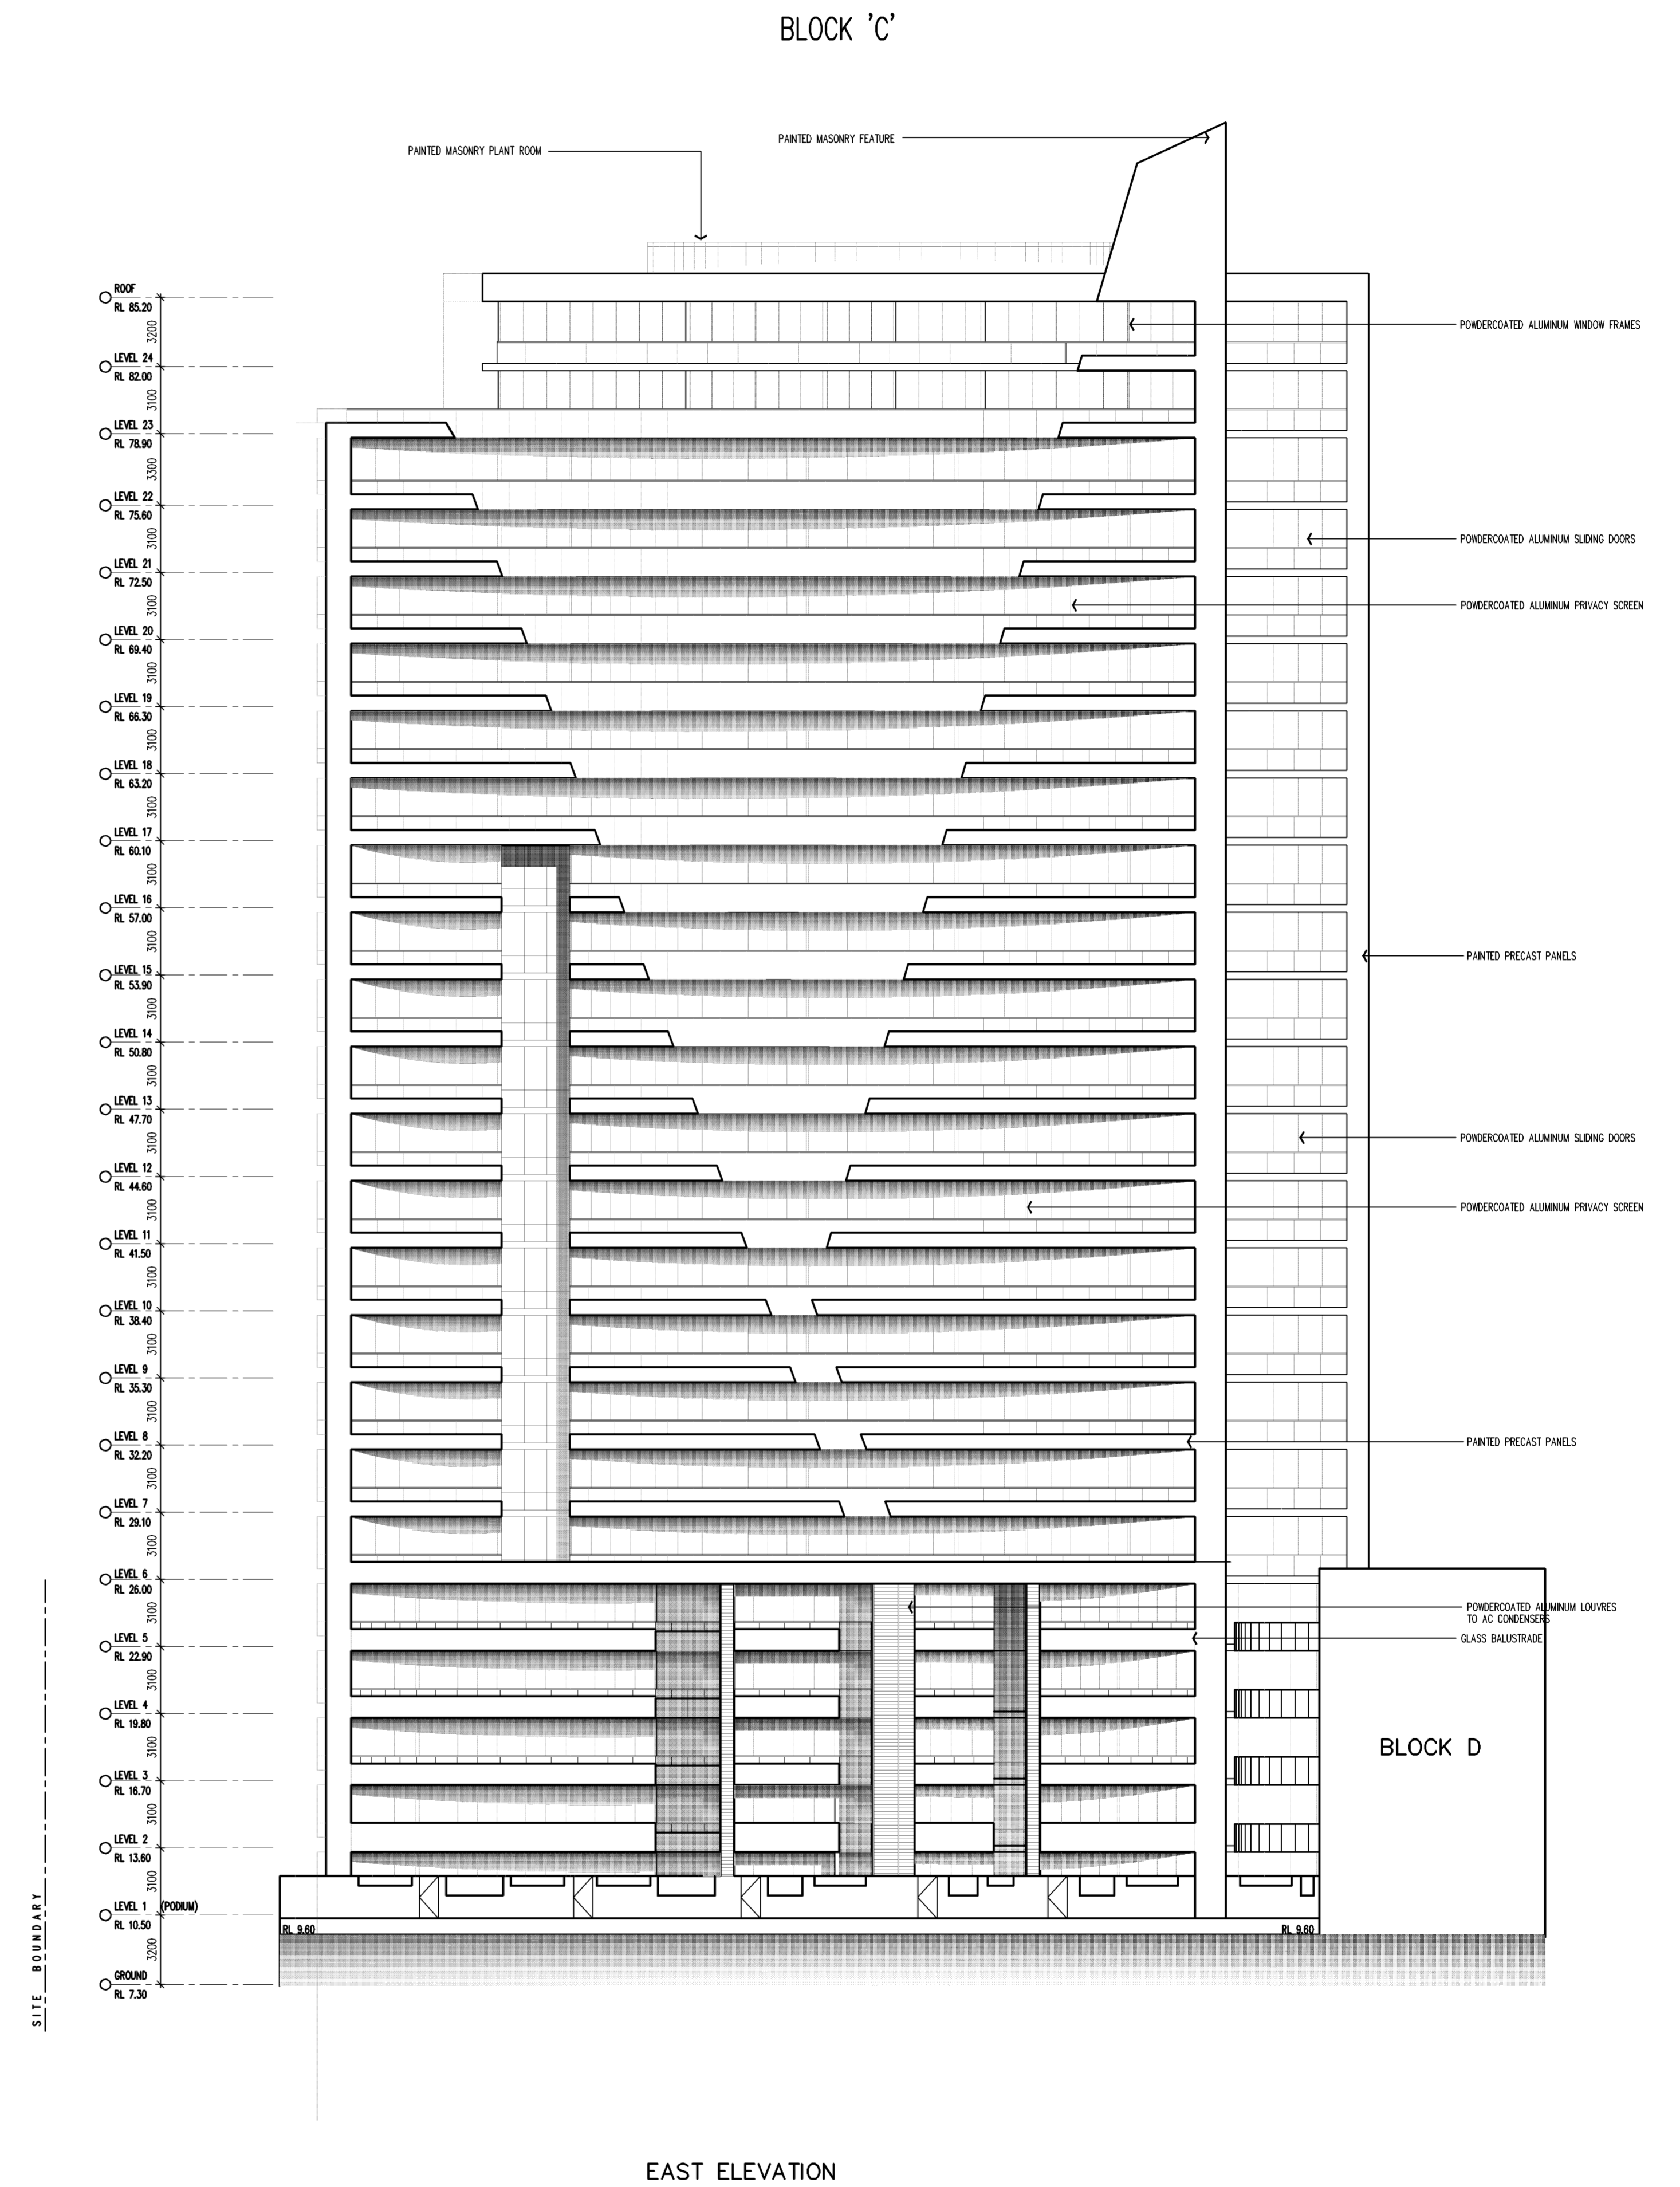 BLOCK 'C'
PAINTED MASONRY FEATURE
PAINTED MASONRY PLANT ROOM
ROOF
RL 85.20
3200
POWDERCOATED ALUMINUM WINDOW FRAMES
LEVEL 24
RL 82.00
3100
LEVEL 23
RL 78.90
3300
LEVEL 22
RL 75.60
3100
POWDERCOATED ALUMINUM SLIDING DOORS
LEVEL 21
RL 72.50
3100
POWDERCOATED ALUMINUM PRIVACY SCREEN
LEVEL 20
RL 69.40
3100
LEVEL 19
RL 66.30
3100
LEVEL 18
RL 63.20
3100
LEVEL 17
RL 60.10
3100
LEVEL 16
RL 57.00
3100
PAINTED PRECAST PANELS
LEVEL 15
RL 53.90
3100
LEVEL 14
RL 50.80
3100
LEVEL 13
RL 47.70
3100
POWDERCOATED ALUMINUM SLIDING DOORS
LEVEL 12
RL 44.60
3100
POWDERCOATED ALUMINUM PRIVACY SCREEN
LEVEL 11
RL 41.50
3100
LEVEL 10
RL 38.40
3100
LEVEL 9
RL 35.30
3100
LEVEL 8
RL 32.20
3100
PAINTED PRECAST PANELS
LEVEL 7
RL 29.10
3100
LEVEL 6
RL 26.00
3100
POWDERCOATED ALUMINUM LOUVRES
TO AC CONDENSERS
GLASS BALUSTRADE
LEVEL 5
RL 22.90
3100
LEVEL 4
RL 19.80
3100
BLOCK D
LEVEL 3
RL 16.70
3100
LEVEL 2
RL 13.60
3100
LEVEL 1 (PODIUM)
RL 10.50
3200
RL 9.60
RL 9.60
GROUND
RL 7.30
SITE BOUNDARY
EAST ELEVATION